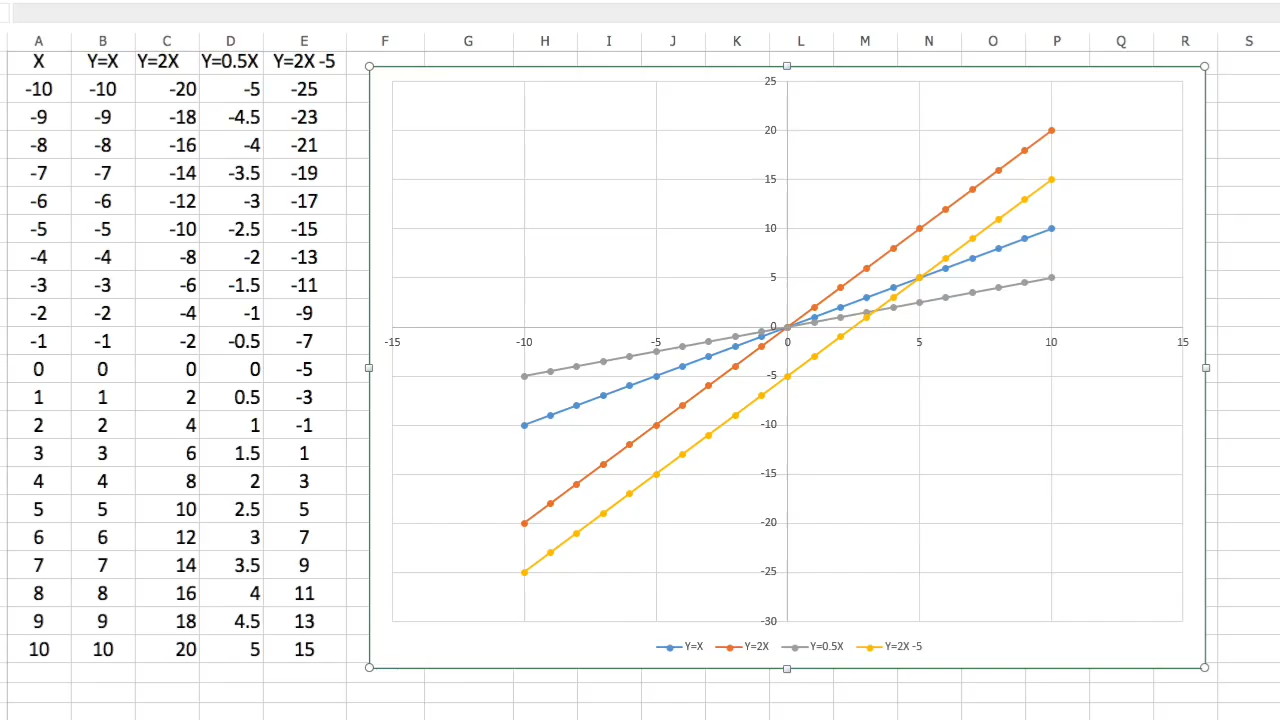 A B C D E F G H I J K L M N O P Q R S
X Y=X Y=2X Y=0.5X Y=2X -5
-10 -10 -20 -5 -25
-9 -9 -18 -4.5 -23
-8 -8 -16 -4 -21
-7 -7 -14 -3.5 -19
-6 -6 -12 -3 -17
-5 -5 -10 -2.5 -15
-4 -4 -8 -2 -13
-3 -3 -6 -1.5 -11
-2 -2 -4 -1 -9
-1 -1 -2 -0.5 -7
0 0 0 0 -5
1 1 2 0.5 -3
2 2 4 1 -1
3 3 6 1.5 1
4 4 8 2 3
5 5 10 2.5 5
6 6 12 3 7
7 7 14 3.5 9
8 8 16 4 11
9 9 18 4.5 13
10 10 20 5 15
25
20
15
10
5
0
-15 -10 -5 0 5 10 15
-5
-10
-15
-20
-25
-30
Y=X Y=2X Y=0.5X Y=2X -5